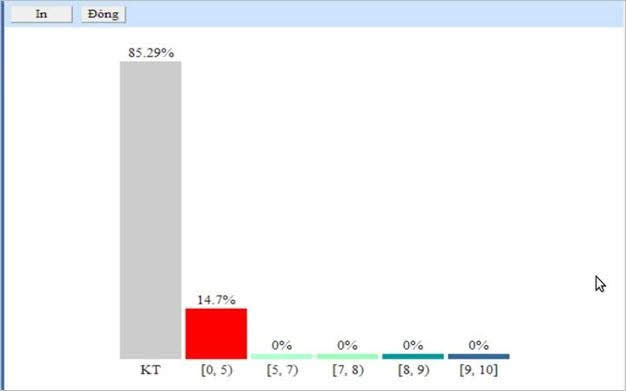 In Đóng
85.29%
14.7%
0% 0% 0% 0%
KT [0, 5) [5, 7) [7, 8) [8, 9) [9, 10]